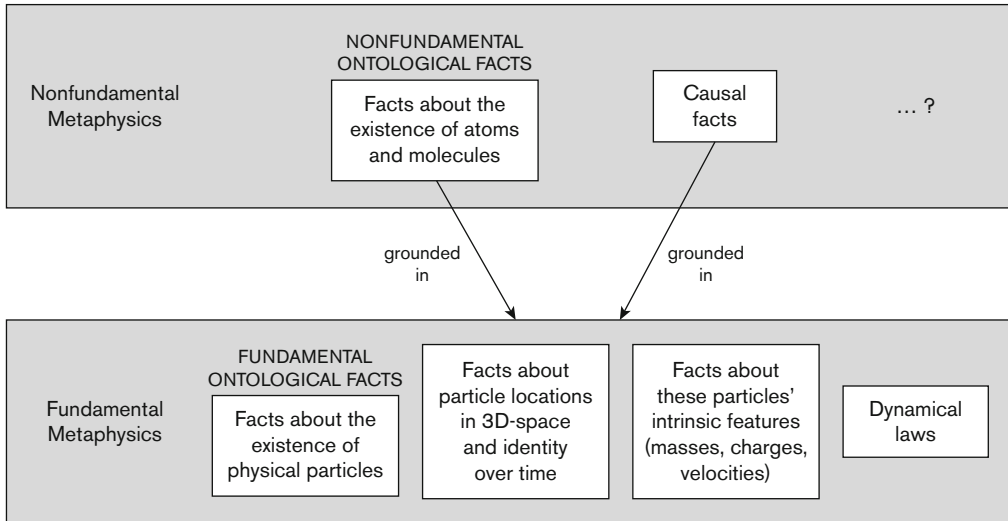 NONFUNDAMENTAL
ONTOLOGICAL FACTS
Nonfundamental
Metaphysics
Facts about the
existence of atoms
and molecules
Causal
facts
... ?
grounded
in
grounded
in
FUNDAMENTAL
ONTOLOGICAL FACTS
Fundamental
Metaphysics
Facts about the
existence of
physical particles
Facts about
particle locations
in 3D-space
and identity
over time
Facts about
these particles’
intrinsic features
(masses, charges,
velocities)
Dynamical
laws